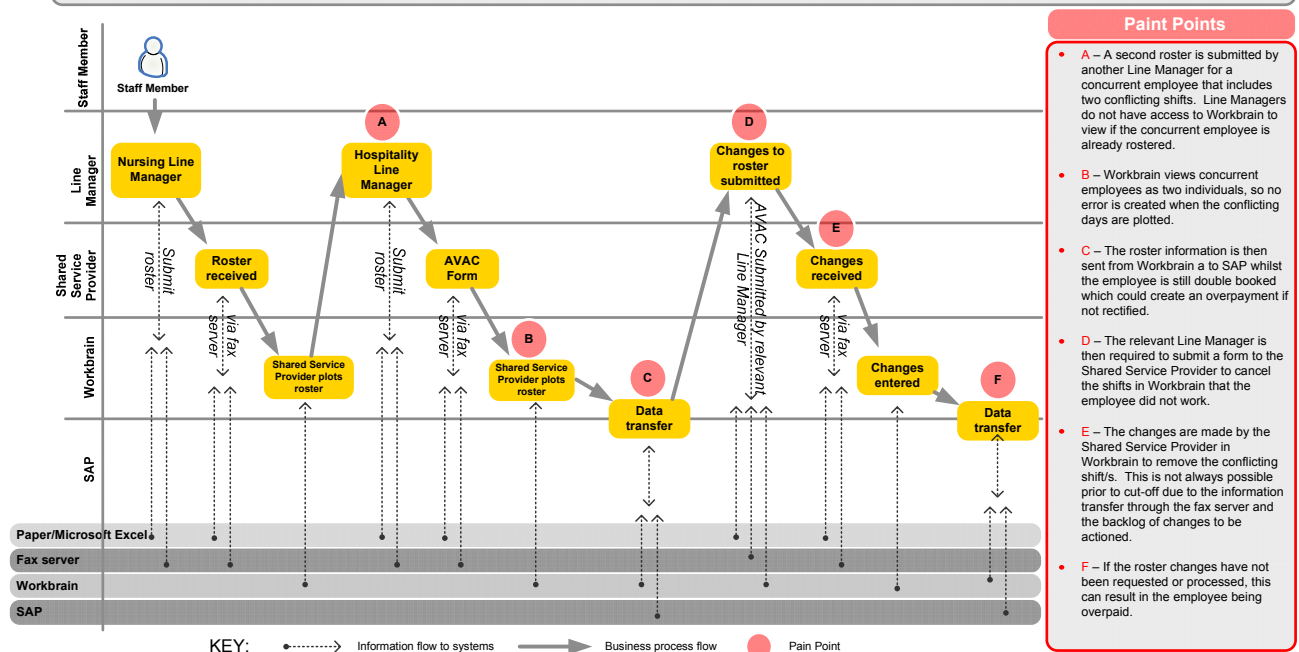 Staff Member
Staff Member
Line
Manager
Nursing Line
Manager
A
Hospitality
Line
Manager
D
Changes to
roster
submitted
Shared
Service
Provider
Submit
roster
Roster
received
Submit
roster
AVAC
Form
AVAC Submitted by relevant
Line Manager
E
Changes
received
Workbrain
via fax
server
Shared Service
Provider plots
roster
via fax
server
B
Shared Service
Provider plots
roster
C
Data
transfer
via fax
server
Changes
entered
F
Data
transfer
SAP
Paper/Microsoft Excel
Fax server
Workbrain
SAP
KEY:
Information flow to systems
Business process flow
Pain Point
Paint Points
• A – A second roster is submitted by
another Line Manager for a
concurrent employee that includes
two conflicting shifts. Line Managers
do not have access to Workbrain to
view if the concurrent employee is
already rostered.
• B – Workbrain views concurrent
employees as two individuals, so no
error is created when the conflicting
days are plotted.
• C – The roster information is then
sent from Workbrain a to SAP whilst
the employee is still double booked
which could create an overpayment if
not rectified.
• D – The relevant Line Manager is
then required to submit a form to the
Shared Service Provider to cancel
the shifts in Workbrain that the
employee did not work.
• E – The changes are made by the
Shared Service Provider in
Workbrain to remove the conflicting
shift/s. This is not always possible
prior to cut-off due to the information
transfer through the fax server and
the backlog of changes to be
actioned.
• F – If the roster changes have not
been requested or processed, this
can result in the employee being
overpaid.